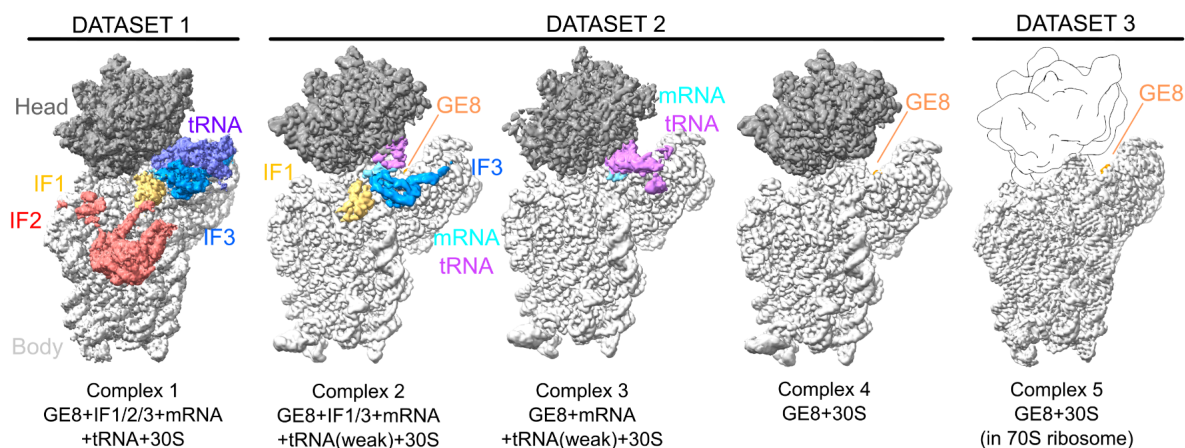 DATASET 1
DATASET 2
DATASET 3
Head
tRNA
IF1
IF2
IF3
Body
GE8
IF1
IF3
mRNA
tRNA
mRNA
tRNA
GE8
GE8
Complex 1
GE8+IF1/2/3+mRNA
+tRNA+30S
Complex 2
GE8+IF1/3+mRNA
+tRNA(weak)+30S
Complex 3
GE8+mRNA
+tRNA(weak)+30S
Complex 4
GE8+30S
Complex 5
GE8+30S
(in 70S ribosome)